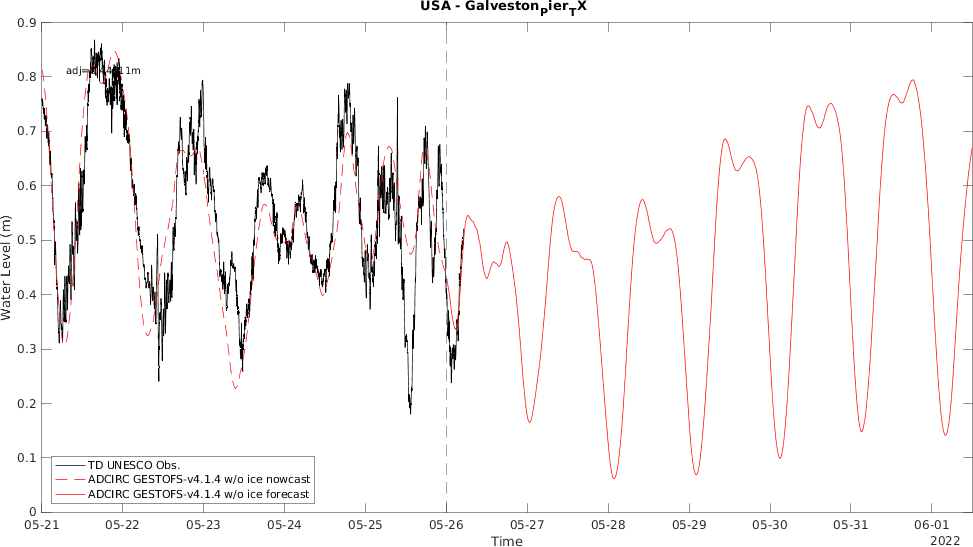 USA - GalvestonPierTX
0.9
0.8
0.7
0.6
0.5
0.4
0.3
0.2
0.1
0
Water Level (m)
TD UNESCO Obs.
ADCIRC GESTOFS-v4.1.4 w/o ice nowcast
ADCIRC GESTOFS-v4.1.4 w/o ice forecast
05-21 05-22 05-23 05-24 05-25 05-26 05-27 05-28 05-29 05-30 05-31 06-01
Time
2022